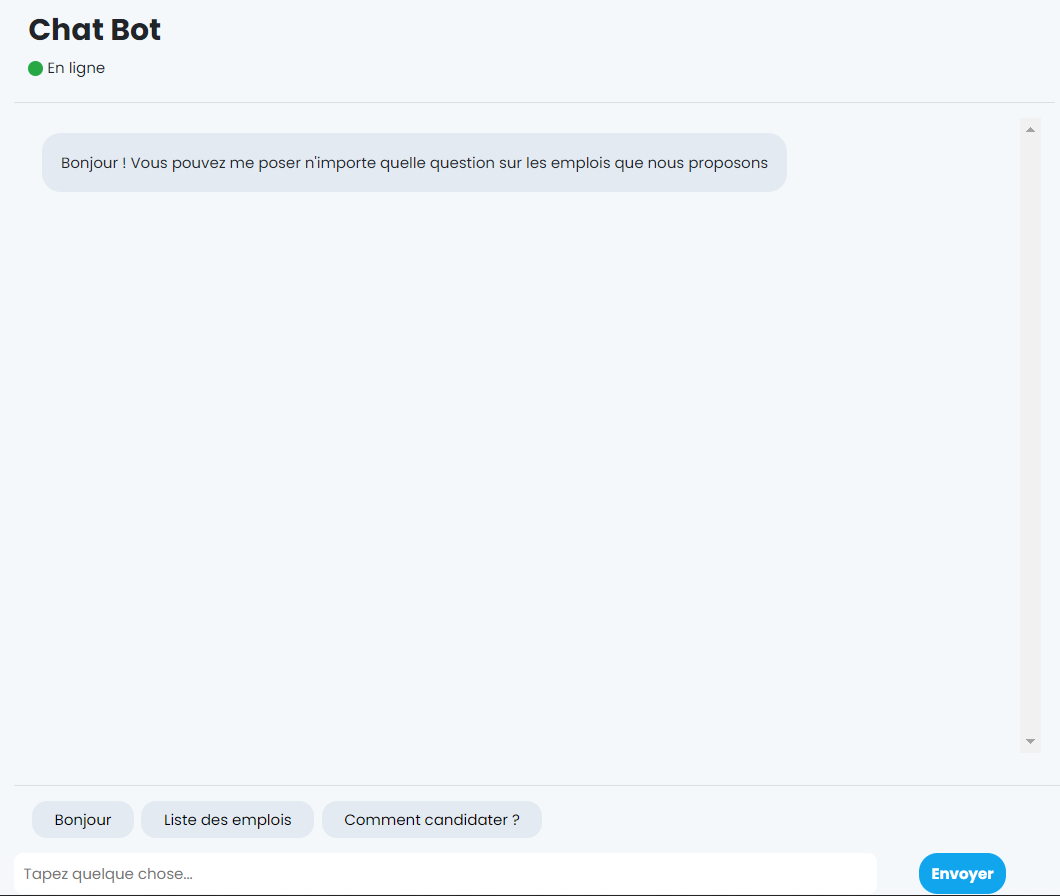 Chat Bot
En ligne
Bonjour ! Vous pouvez me poser n'importe quelle question sur les emplois que nous proposons
Bonjour
Liste des emplois
Comment candidater ?
Tapez quelque chose...
Envoyer